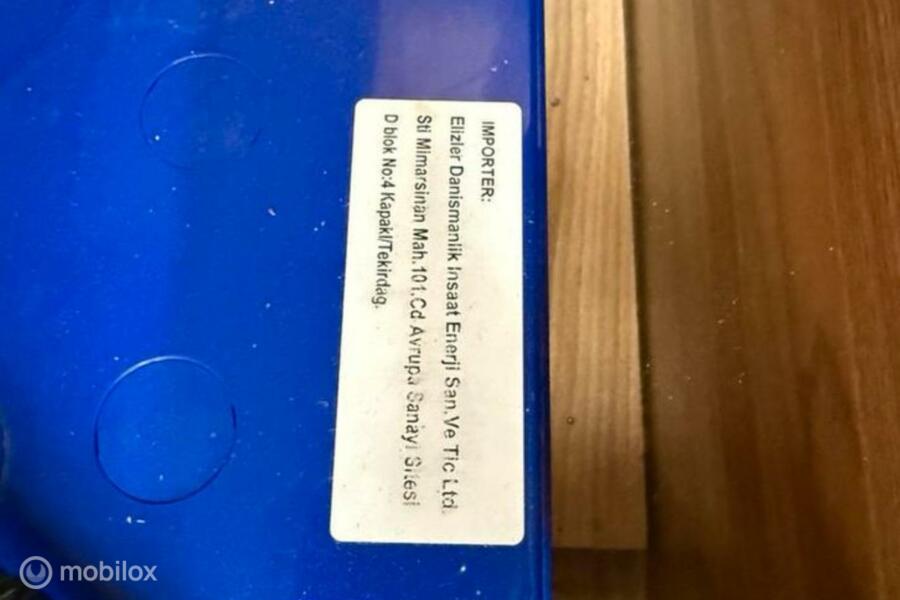 IMPORTER:
Elizler Danismanlik Insaat Enerji San.Ve Tic Ltd.
Sti Mimarsinan Mah.101.Cd Avrupa Sanayi Sitesi
D blok No:4 Kapakl/Tekirdag.
mobilox